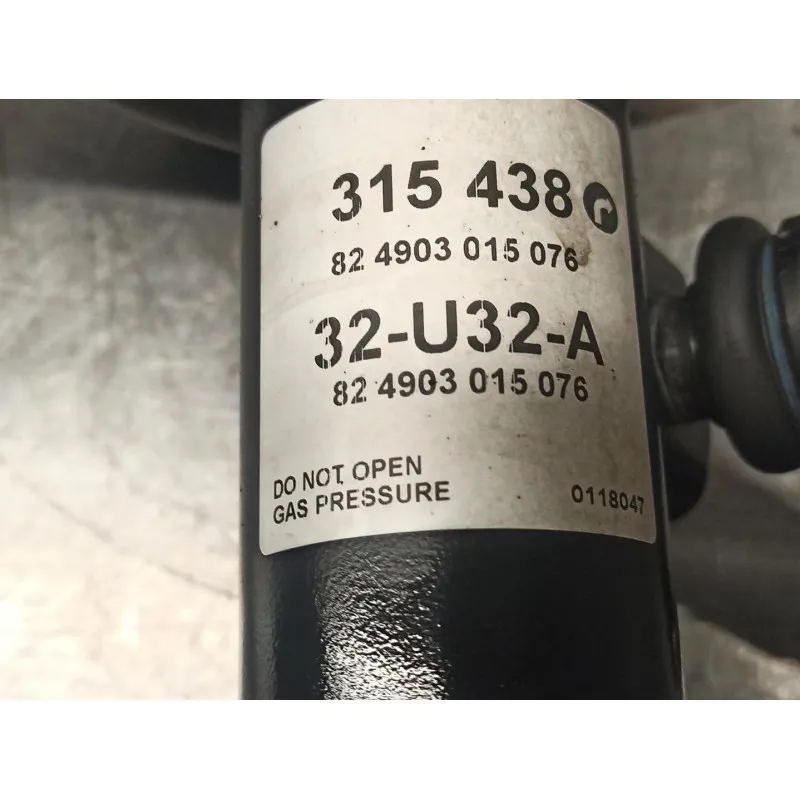 315 438 r
82 4903 015 076
32-U32-A
82 4903 015 076
DO NOT OPEN
GAS PRESSURE
0118047